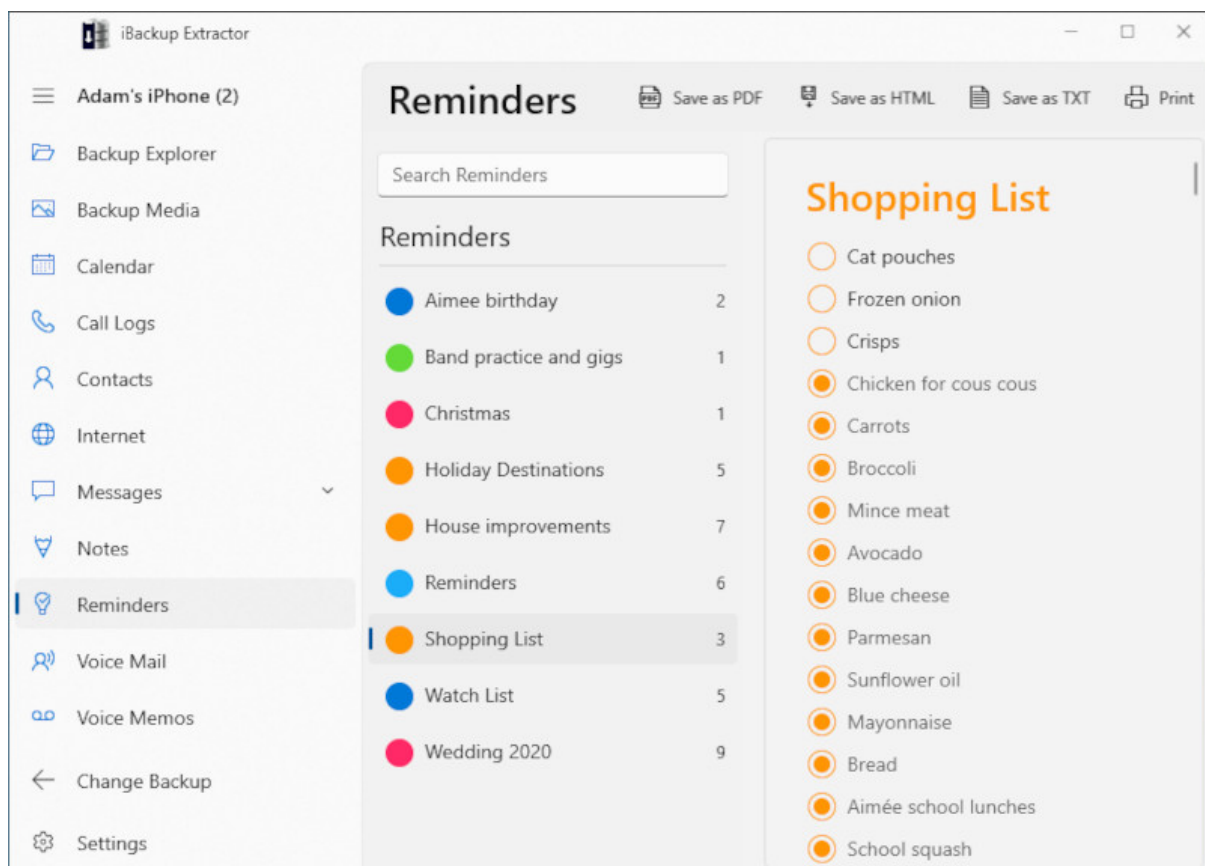 iBackup Extractor
Adam's iPhone (2)
Backup Explorer
Backup Media
Calendar
Call Logs
Contacts
Internet
Messages
Notes
Reminders
Voice Mail
Voice Memos
Change Backup
Settings
Reminders
PDF
Save as PDF
Save as HTML
Save as TXT
Print
Search Reminders
Reminders
Aimee birthday 2
Band practice and gigs 1
Christmas 1
Holiday Destinations 5
House improvements 7
Reminders 6
Shopping List 3
Watch List 5
Wedding 2020 9
Shopping List
Cat pouches
Frozen onion
Crisps
Chicken for cous cous
Carrots
Broccoli
Mince meat
Avocado
Blue cheese
Parmesan
Sunflower oil
Mayonnaise
Bread
Aimée school lunches
School squash